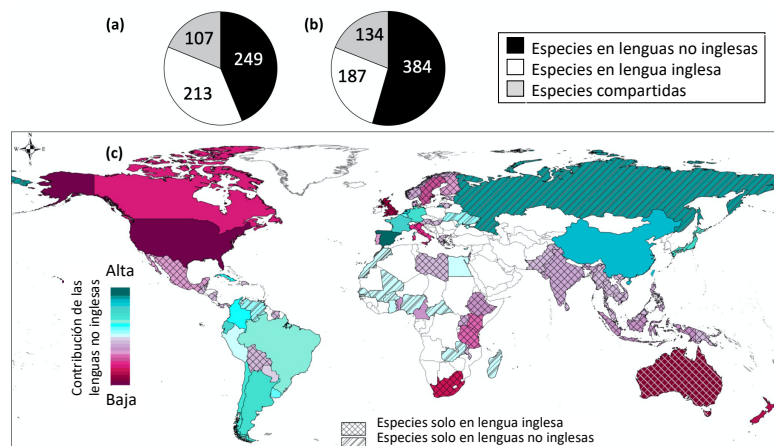 (a)
(b)
107
249
213
134
384
187
Especies en lenguas no inglesas
Especies en lengua inglesa
Especies compartidas
(c)
N
W
E
S
Alta
Contribución de las
lenguas no inglesas
Baja
Especies solo en lengua inglesa
Especies solo en lenguas no inglesas